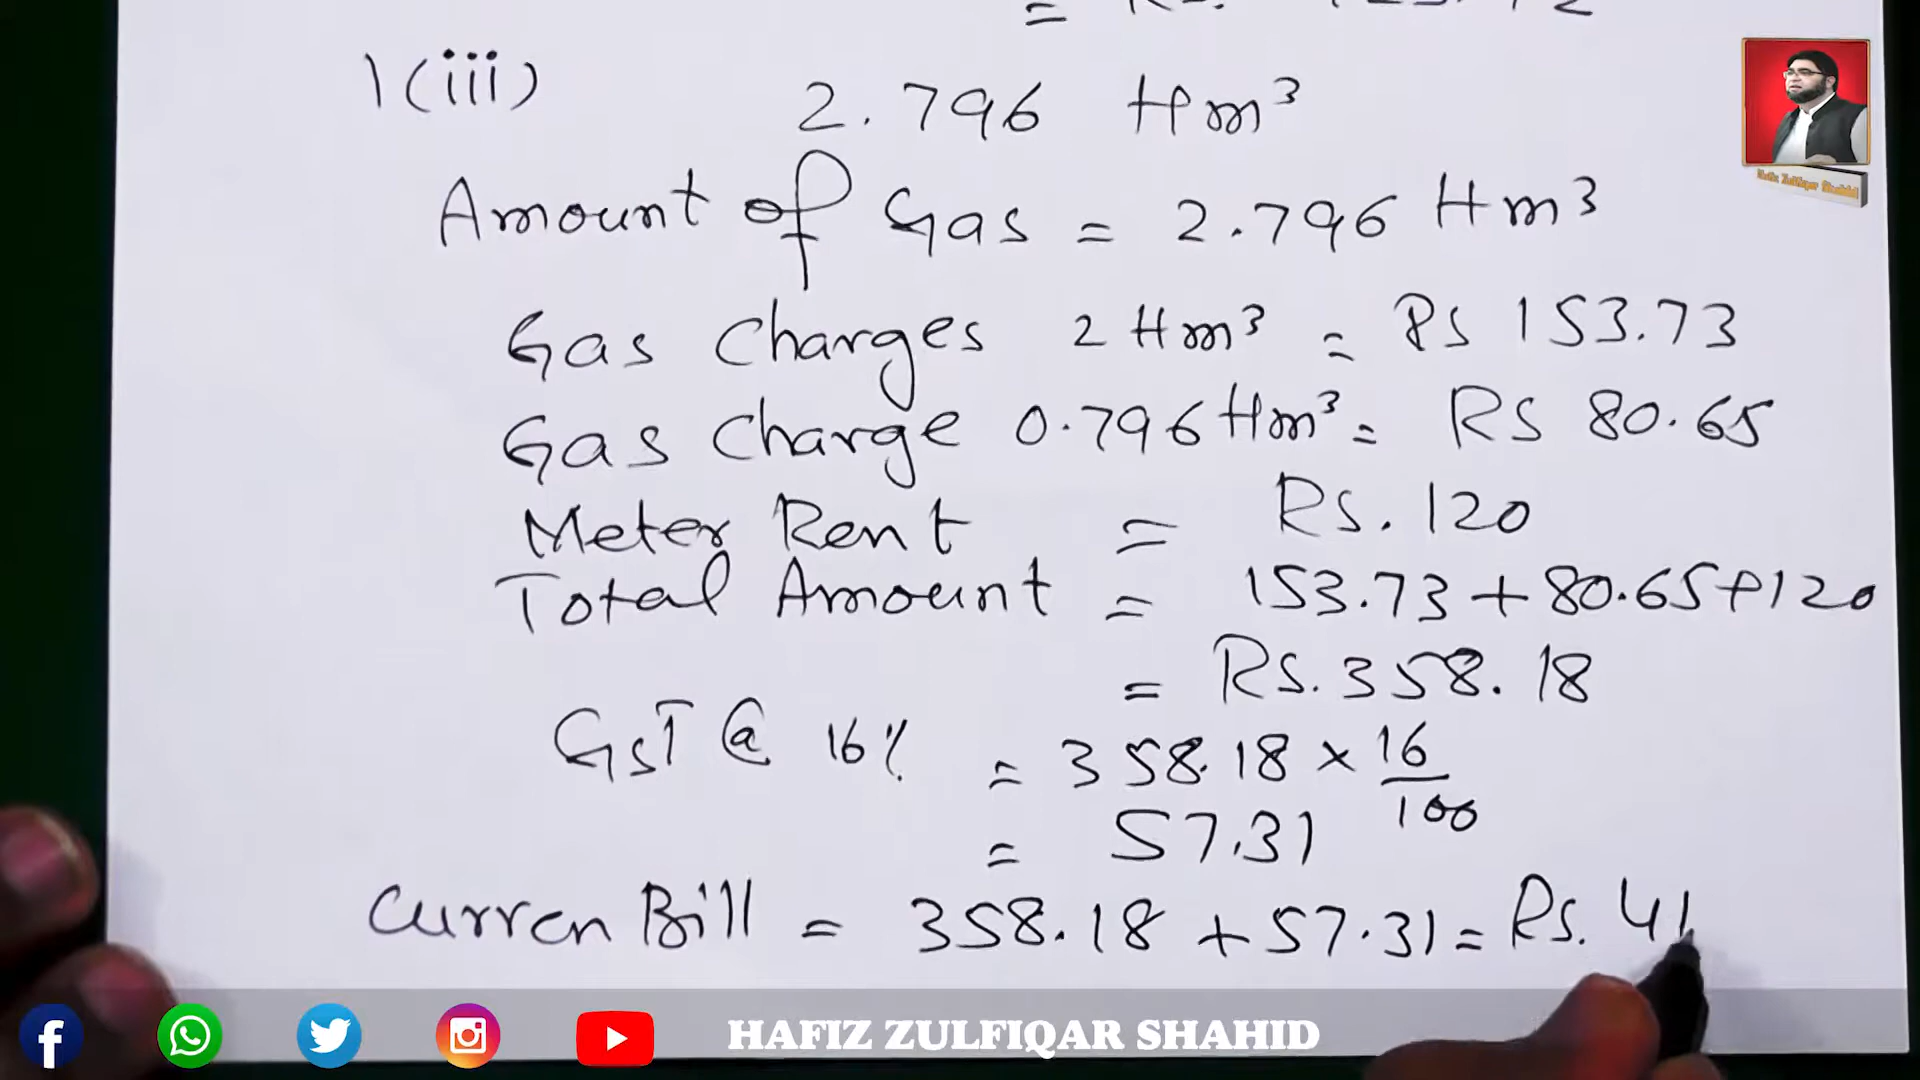 1(iii) 2.796 Hm³
Amount of Gas = 2.796 Hm³
Gas Charges 2 Hm³ = Rs 153.73
Gas Charge 0.796 Hm³ = RS 80.65
Meter Rent = Rs. 120
Total Amount = 153.73 + 80.65 + 120
= Rs. 358.18
GST @ 16% = 358.18 × 16/100
= 57.31
Curren Bill = 358.18 + 57.31 = Rs. 41
HAFIZ ZULFIQAR SHAHID
Hafiz Zulfiqar Shahid